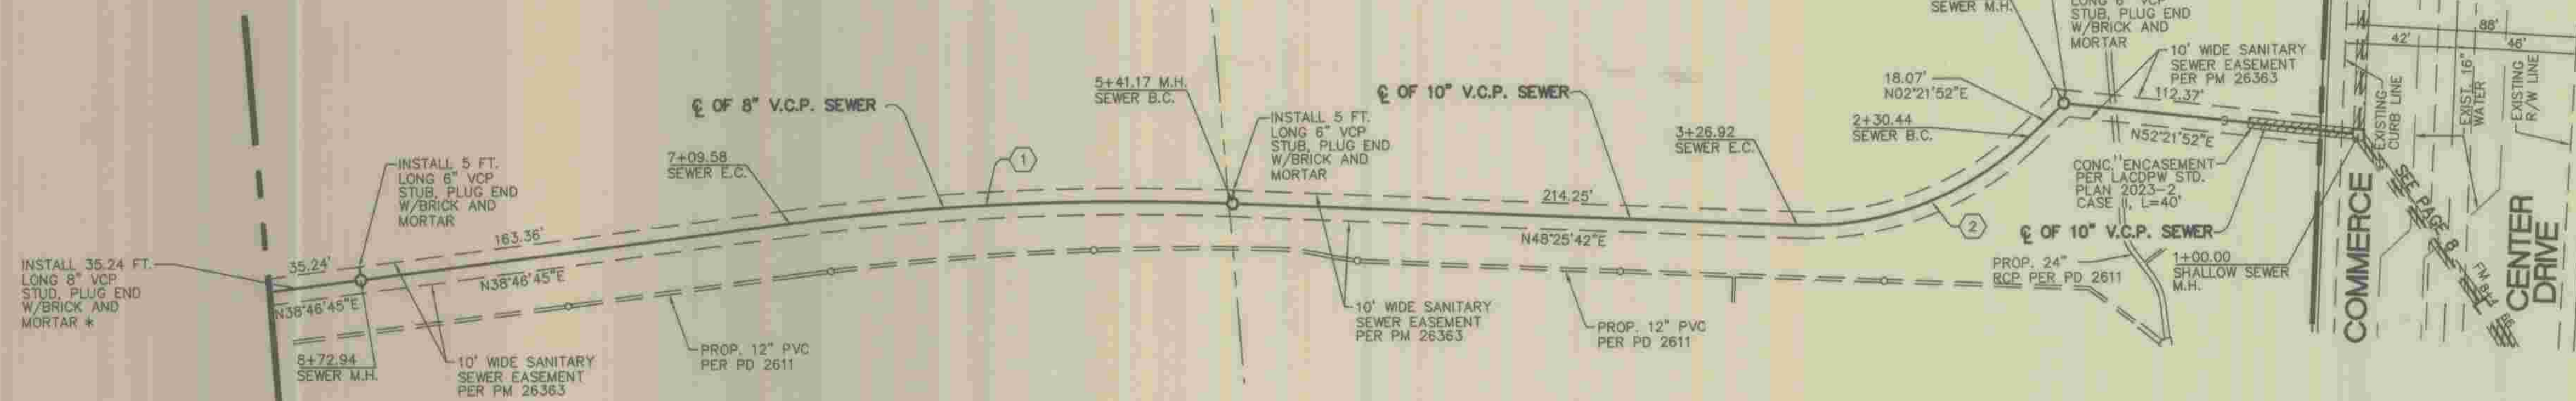 INSTALL 35.24 FT.
LONG 8" VCP
STUD, PLUG END
W/BRICK AND
MORTAR *
35.24'
N38°46'45"E
8+72.94
SEWER M.H.
INSTALL 5 FT.
LONG 6" VCP
STUB, PLUG END
W/BRICK AND
MORTAR
163.36'
N38°46'45"E
10' WIDE SANITARY
SEWER EASEMENT
PER PM 26363
7+09.58
SEWER E.C.
℄ OF 8" V.C.P. SEWER
1
PROP. 12" PVC
PER PD 2611
5+41.17 M.H.
SEWER B.C.
INSTALL 5 FT.
LONG 6" VCP
STUB, PLUG END
W/BRICK AND
MORTAR
℄ OF 10" V.C.P. SEWER
214.25'
N48°25'42"E
10' WIDE SANITARY
SEWER EASEMENT
PER PM 26363
PROP. 12" PVC
PER PD 2611
3+26.92
SEWER E.C.
2+30.44
SEWER B.C.
18.07'
N02°21'52"E
2
SEWER M.H.
LONG 6" VCP
STUB, PLUG END
W/BRICK AND
MORTAR
10' WIDE SANITARY
SEWER EASEMENT
PER PM 26363
112.37'
N52°21'52"E
CONC. ENCASEMENT
PER LACDPW STD.
PLAN 2023-2,
CASE II, L=40'
℄ OF 10" V.C.P. SEWER
PROP. 24"
RCP PER PD 2611
1+00.00
SHALLOW SEWER
M.H.
COMMERCE
CENTER
DRIVE
SEE PAGE 8
88'
42'
46'
EXISTING
CURB LINE
EXIST. 16"
WATER
EXISTING
R/W LINE